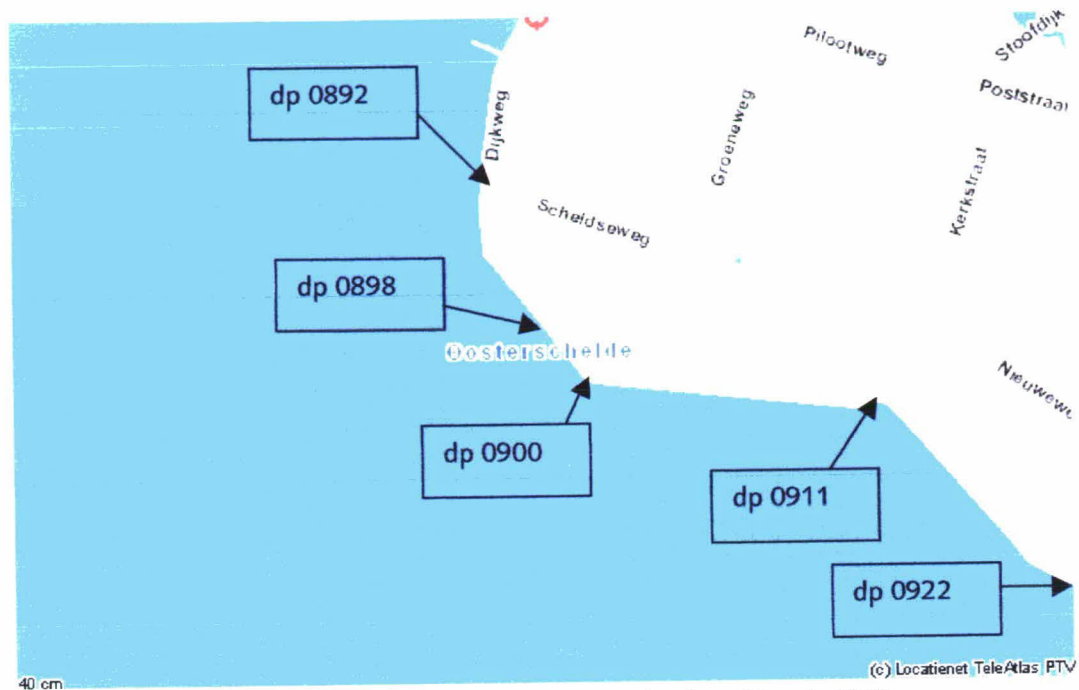 Pilootweg
Stoofdijk
dp 0892
Poststraat
Dijkweg
Groeneweg
Kerkstraat
Scheldseweg
dp 0898
Oosterschelde
Nieuwewe
dp 0900
dp 0911
dp 0922
(c) Locatienet TeleAtlas PTV
40 cm